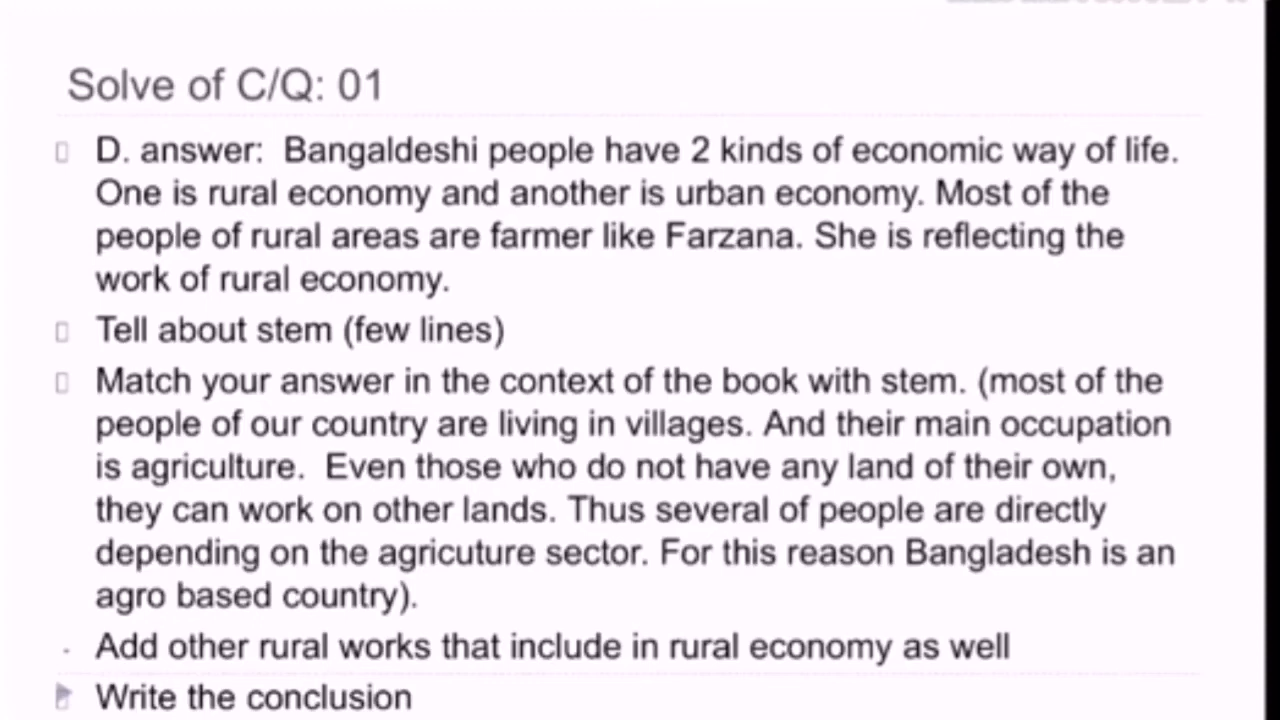 Solve of C/Q: 01
D. answer: Bangaldeshi people have 2 kinds of economic way of life.
One is rural economy and another is urban economy. Most of the
people of rural areas are farmer like Farzana. She is reflecting the
work of rural economy.
Tell about stem (few lines)
Match your answer in the context of the book with stem. (most of the
people of our country are living in villages. And their main occupation
is agriculture. Even those who do not have any land of their own,
they can work on other lands. Thus several of people are directly
depending on the agricuture sector. For this reason Bangladesh is an
agro based country).
Add other rural works that include in rural economy as well
Write the conclusion